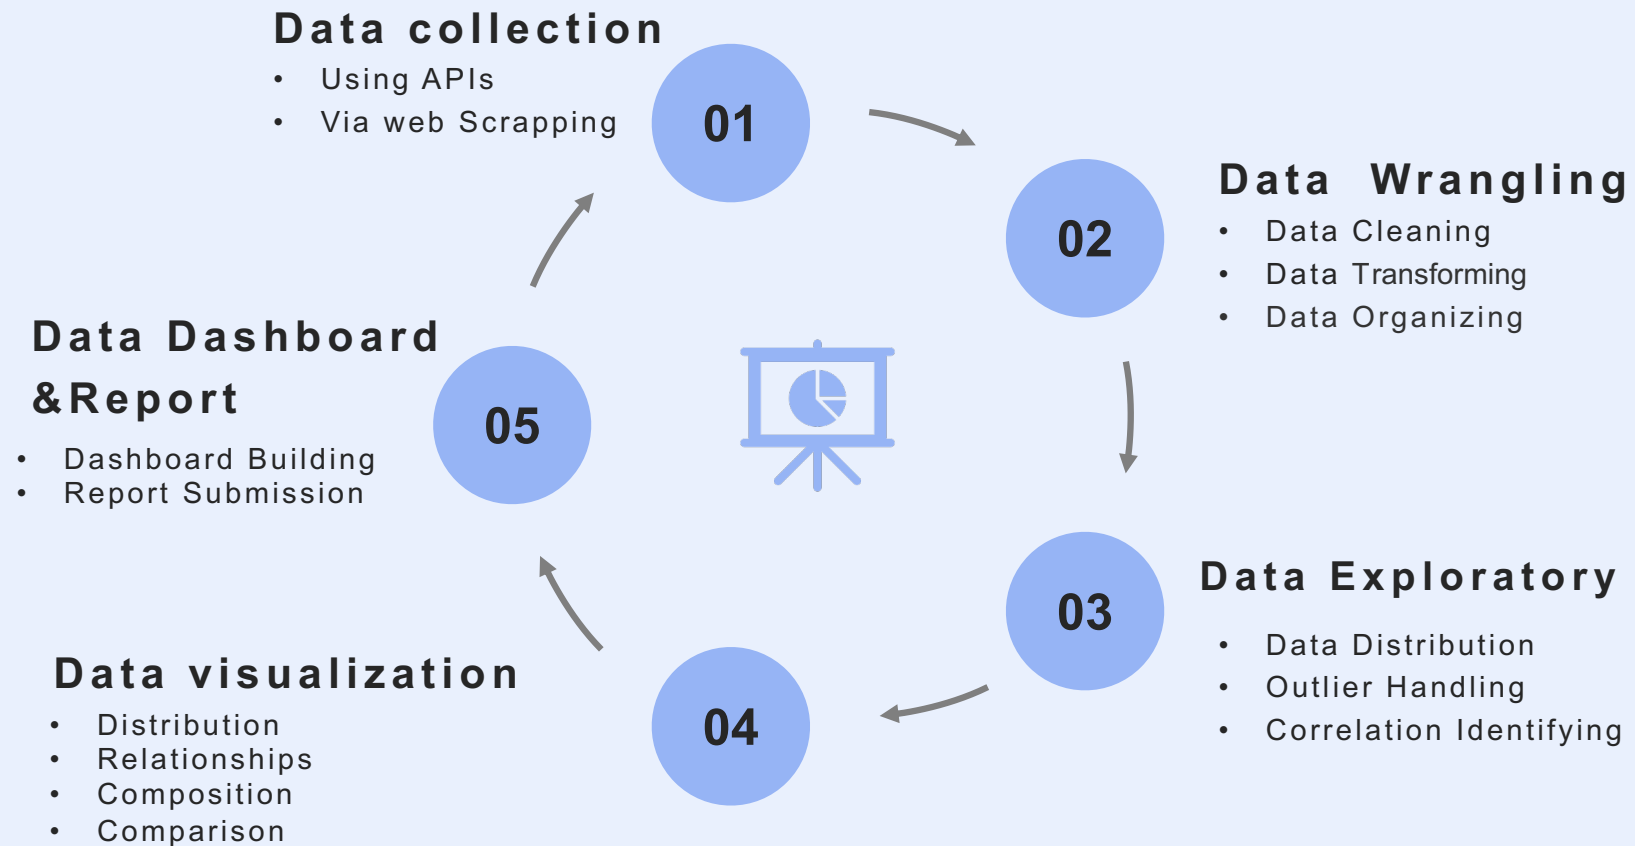 Data collection
• Using APIs
• Via web Scrapping
01
02
Data Wrangling
• Data Cleaning
• Data Transforming
• Data Organizing
03
Data Exploratory
• Data Distribution
• Outlier Handling
• Correlation Identifying
04
Data visualization
• Distribution
• Relationships
• Composition
• Comparison
05
Data Dashboard
&Report
• Dashboard Building
• Report Submission